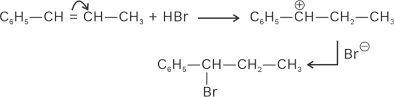 C₆H₅—CH=CH—CH₃ + HBr ⟶ C₆H₅—CH—CH₂—CH₃
⊕
Br⊖
C₆H₅—CH—CH₂—CH₃
Br